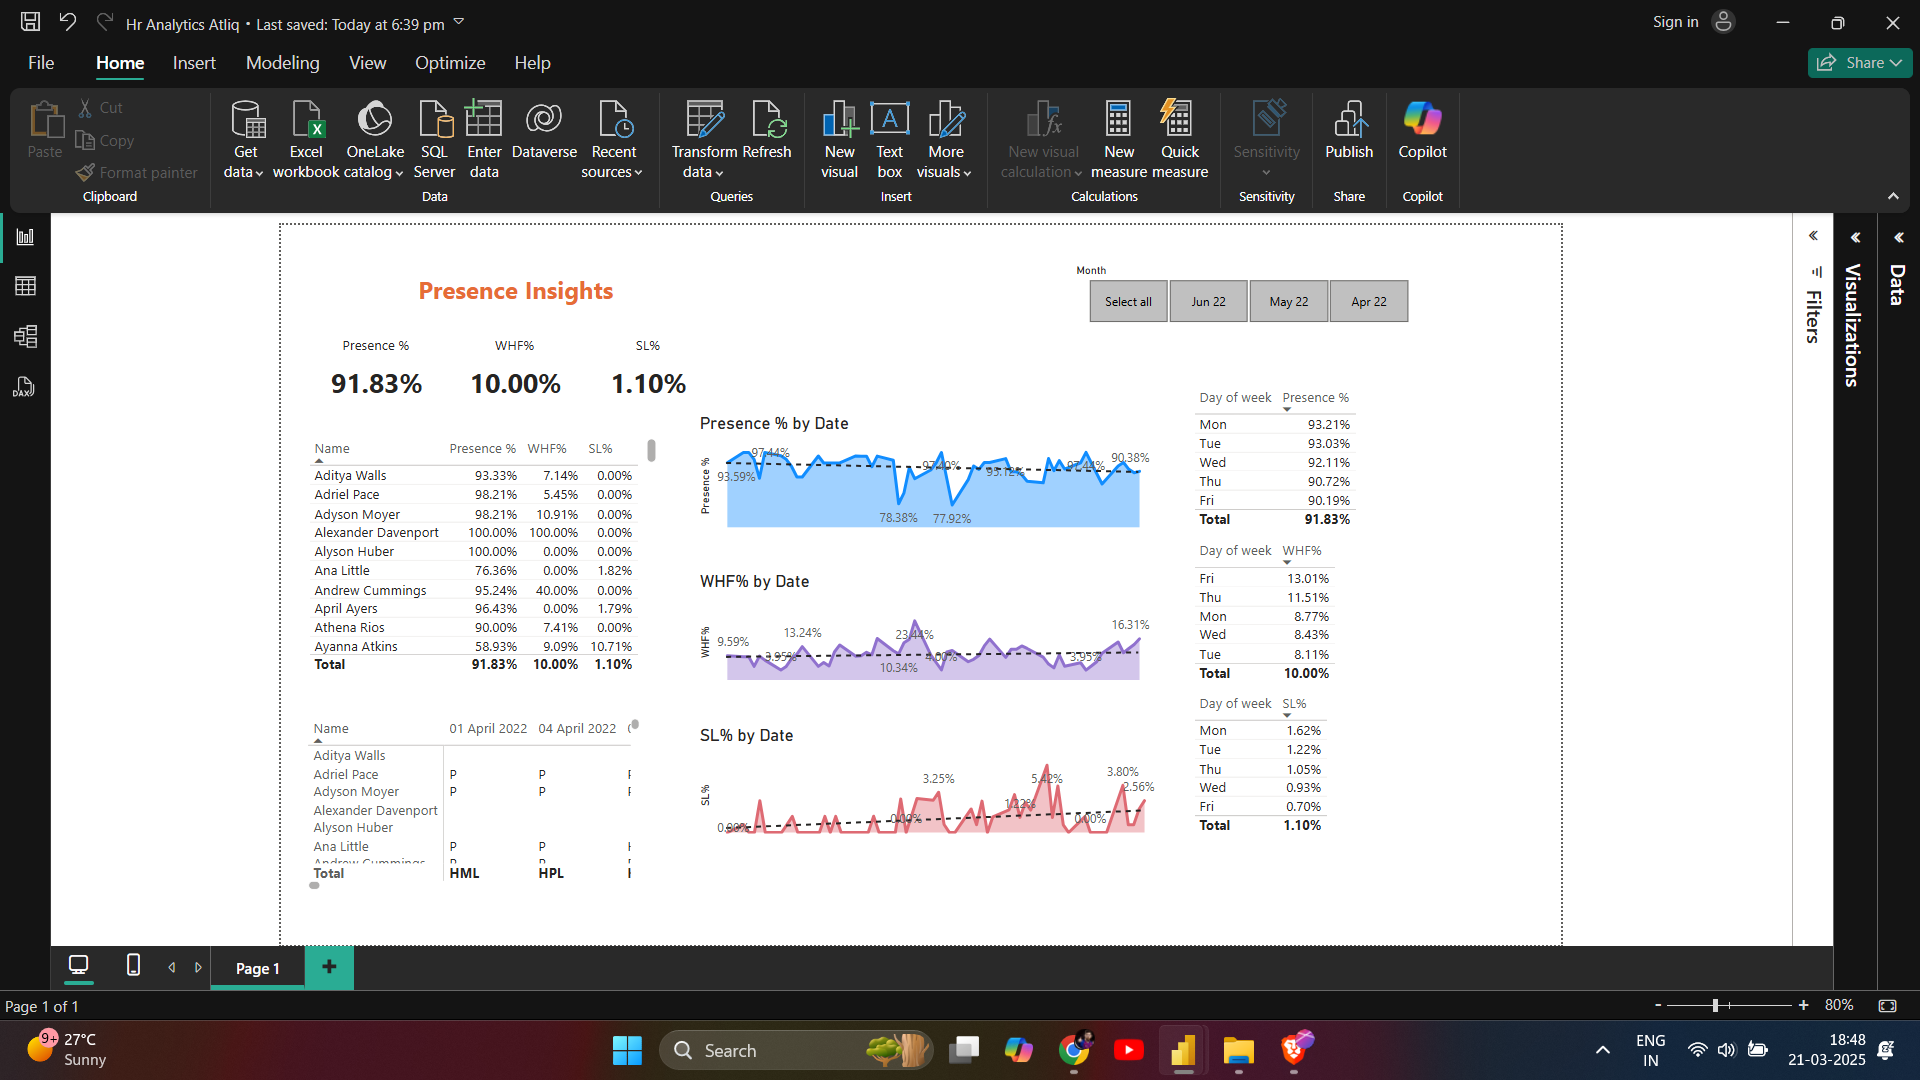 Hr Analytics Atliq • Last saved: Today at 6:39 pm
Sign in
File Home Insert Modeling View Optimize Help
Share
Paste
Cut
Copy
Format painter
Clipboard
Get data
Excel workbook
OneLake catalog
SQL Server
Enter data
Dataverse
Recent sources
Data
Transform data
Refresh
Queries
New visual
Text box
More visuals
Insert
New visual calculation
New measure
Quick measure
Calculations
Sensitivity
Sensitivity
Publish
Share
Copilot
Copilot
DAX
Presence Insights
Month
Select all Jun 22 May 22 Apr 22
Presence % WHF% SL%
91.83% 10.00% 1.10%
Name Presence % WHF% SL%
Aditya Walls 93.33% 7.14% 0.00%
Adriel Pace 98.21% 5.45% 0.00%
Adyson Moyer 98.21% 10.91% 0.00%
Alexander Davenport 100.00% 100.00% 0.00%
Alyson Huber 100.00% 0.00% 0.00%
Ana Little 76.36% 0.00% 1.82%
Andrew Cummings 95.24% 40.00% 0.00%
April Ayers 96.43% 0.00% 1.79%
Athena Rios 90.00% 7.41% 0.00%
Ayanna Atkins 58.93% 9.09% 10.71%
Total 91.83% 10.00% 1.10%
Name 01 April 2022 04 April 2022
Aditya Walls
Adriel Pace P P
Adyson Moyer P P
Alexander Davenport
Alyson Huber
Ana Little P P
Andrew Cummings P P
Total HML HPL
Presence % by Date
Presence %
93.59%
97.44%
78.38%
77.92%
95.12%
97.44%
90.38%
WHF% by Date
WHF%
9.59%
3.95%
13.24%
10.34%
23.44%
4.00%
3.95%
16.31%
SL% by Date
SL%
0.00%
0.00%
3.25%
1.22%
5.42%
0.00%
3.80%
2.56%
Day of week Presence %
Mon 93.21%
Tue 93.03%
Wed 92.11%
Thu 90.72%
Fri 90.19%
Total 91.83%
Day of week WHF%
Fri 13.01%
Thu 11.51%
Mon 8.77%
Wed 8.43%
Tue 8.11%
Total 10.00%
Day of week SL%
Mon 1.62%
Tue 1.22%
Thu 1.05%
Wed 0.93%
Fri 0.70%
Total 1.10%
Filters
Visualizations
Data
Page 1
Page 1 of 1
- + 80%
9+
27°C
Sunny
Search
ENG
IN
18:48
21-03-2025